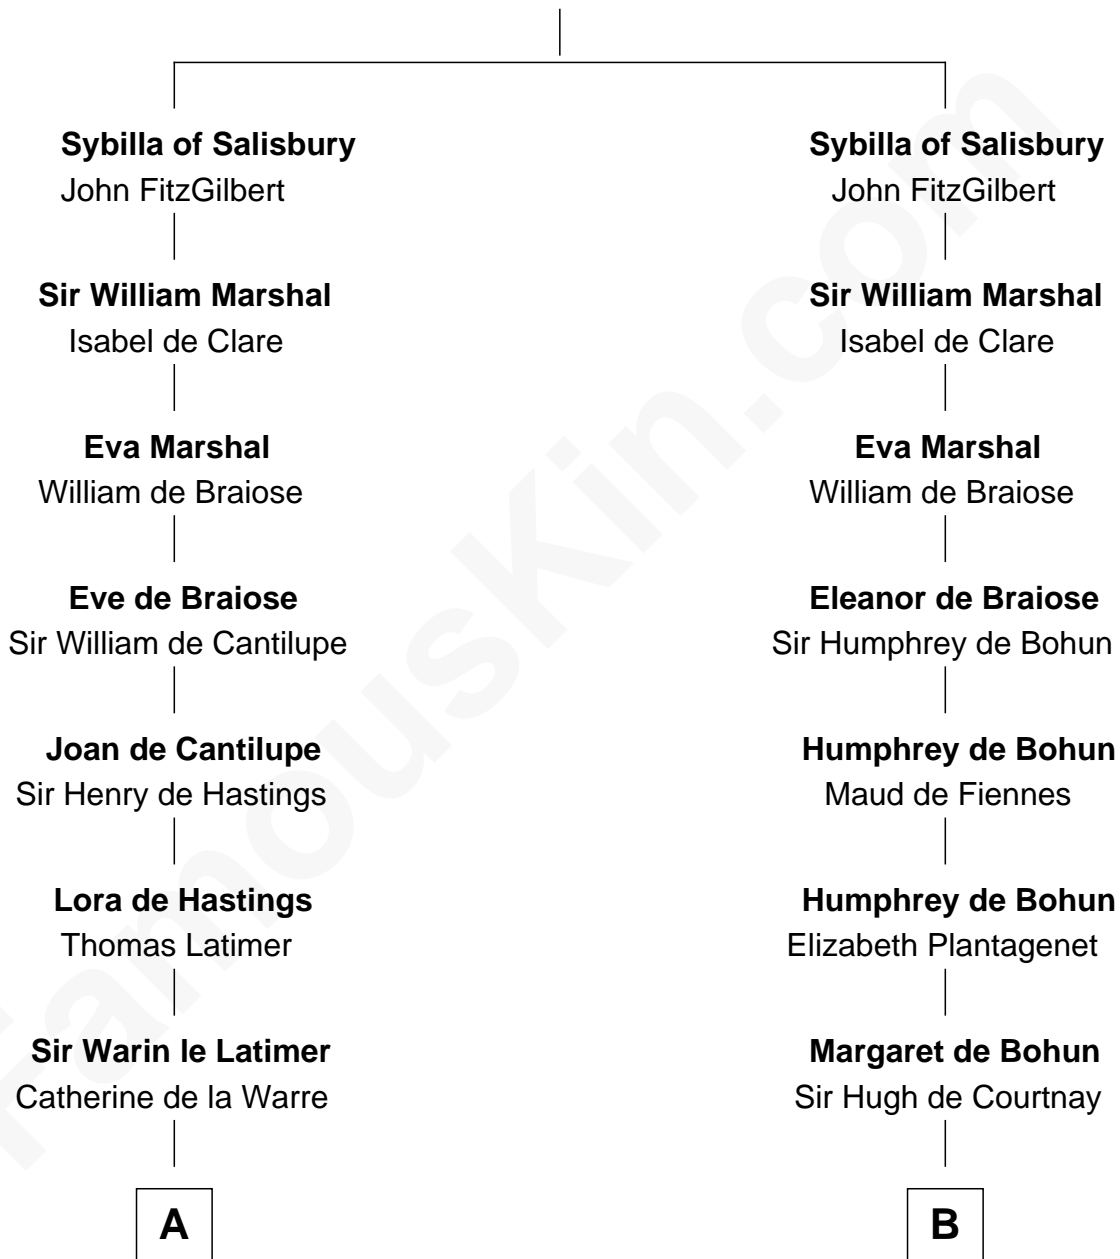 Sybilla of Salisbury
John FitzGilbert
Sir William Marshal
Isabel de Clare
Eva Marshal
William de Braiose
Eve de Braiose
Sir William de Cantilupe
Joan de Cantilupe
Sir Henry de Hastings
Lora de Hastings
Thomas Latimer
Sir Warin le Latimer
Catherine de la Warre
A
Sybilla of Salisbury
John FitzGilbert
Sir William Marshal
Isabel de Clare
Eva Marshal
William de Braiose
Eleanor de Braiose
Sir Humphrey de Bohun
Humphrey de Bohun
Maud de Fiennes
Humphrey de Bohun
Elizabeth Plantagenet
Margaret de Bohun
Sir Hugh de Courtnay
B
FamousKin.com